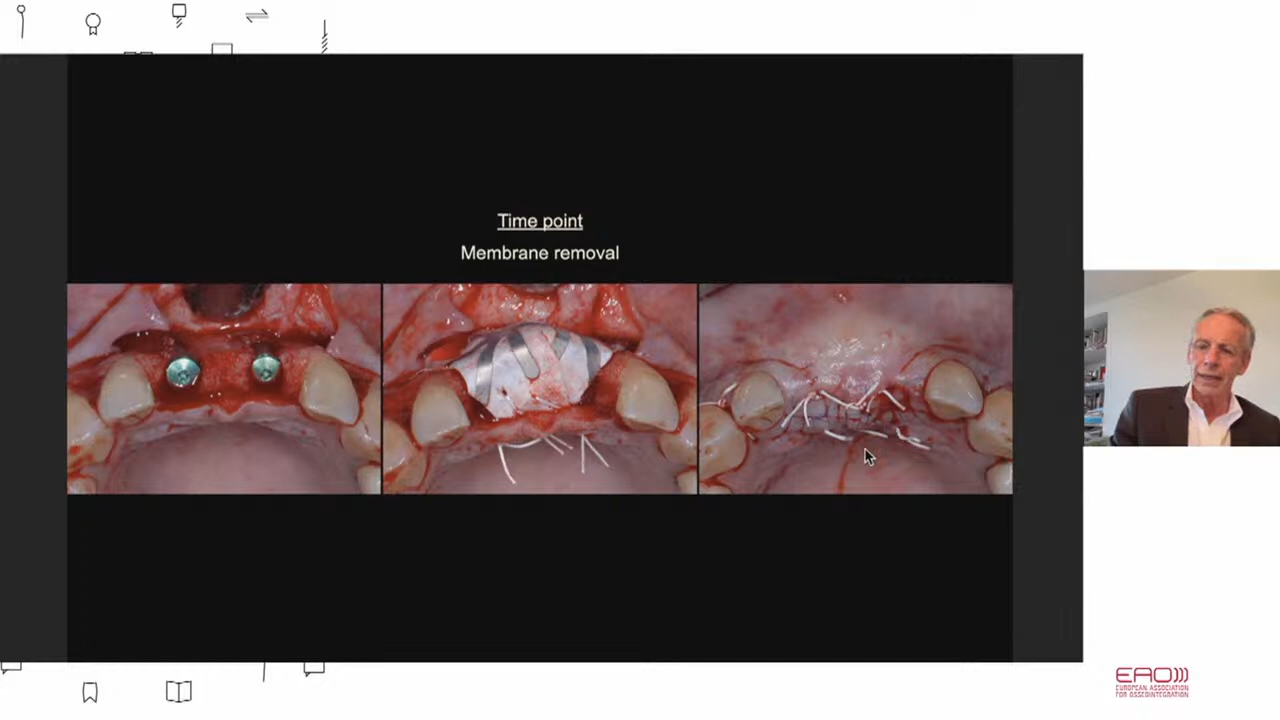 Time point
Membrane removal
EAO
EUROPEAN ASSOCIATION
FOR OSSEOINTEGRATION